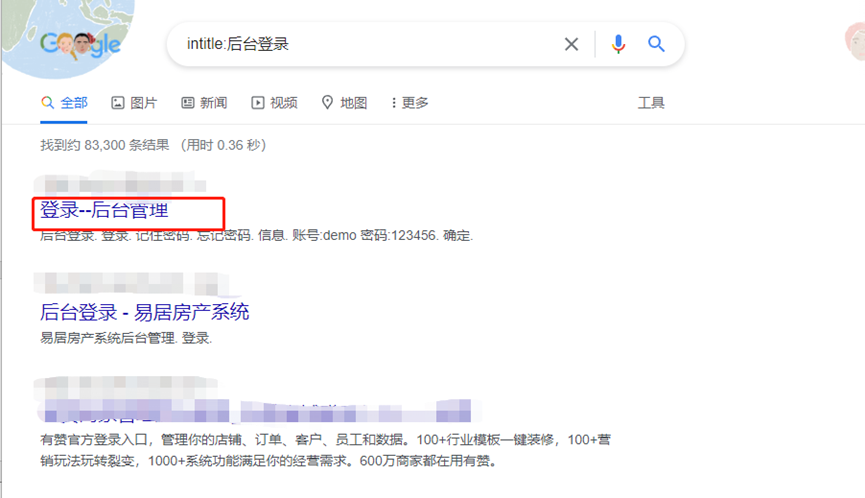 Google
intitle:后台登录
全部 图片 新闻 视频 地图 更多 工具
找到约 83,300 条结果 （用时 0.36 秒）
登录--后台管理
后台登录. 登录. 记住密码. 忘记密码. 信息. 账号:demo 密码:123456. 确定.
后台登录 - 易居房产系统
易居房产系统后台管理. 登录.
有赞官方登录入口，管理你的店铺、订单、客户、员工和数据。100+行业模板一键装修，100+营
销玩法玩转裂变，1000+系统功能满足你的经营需求。600万商家都在用有赞。